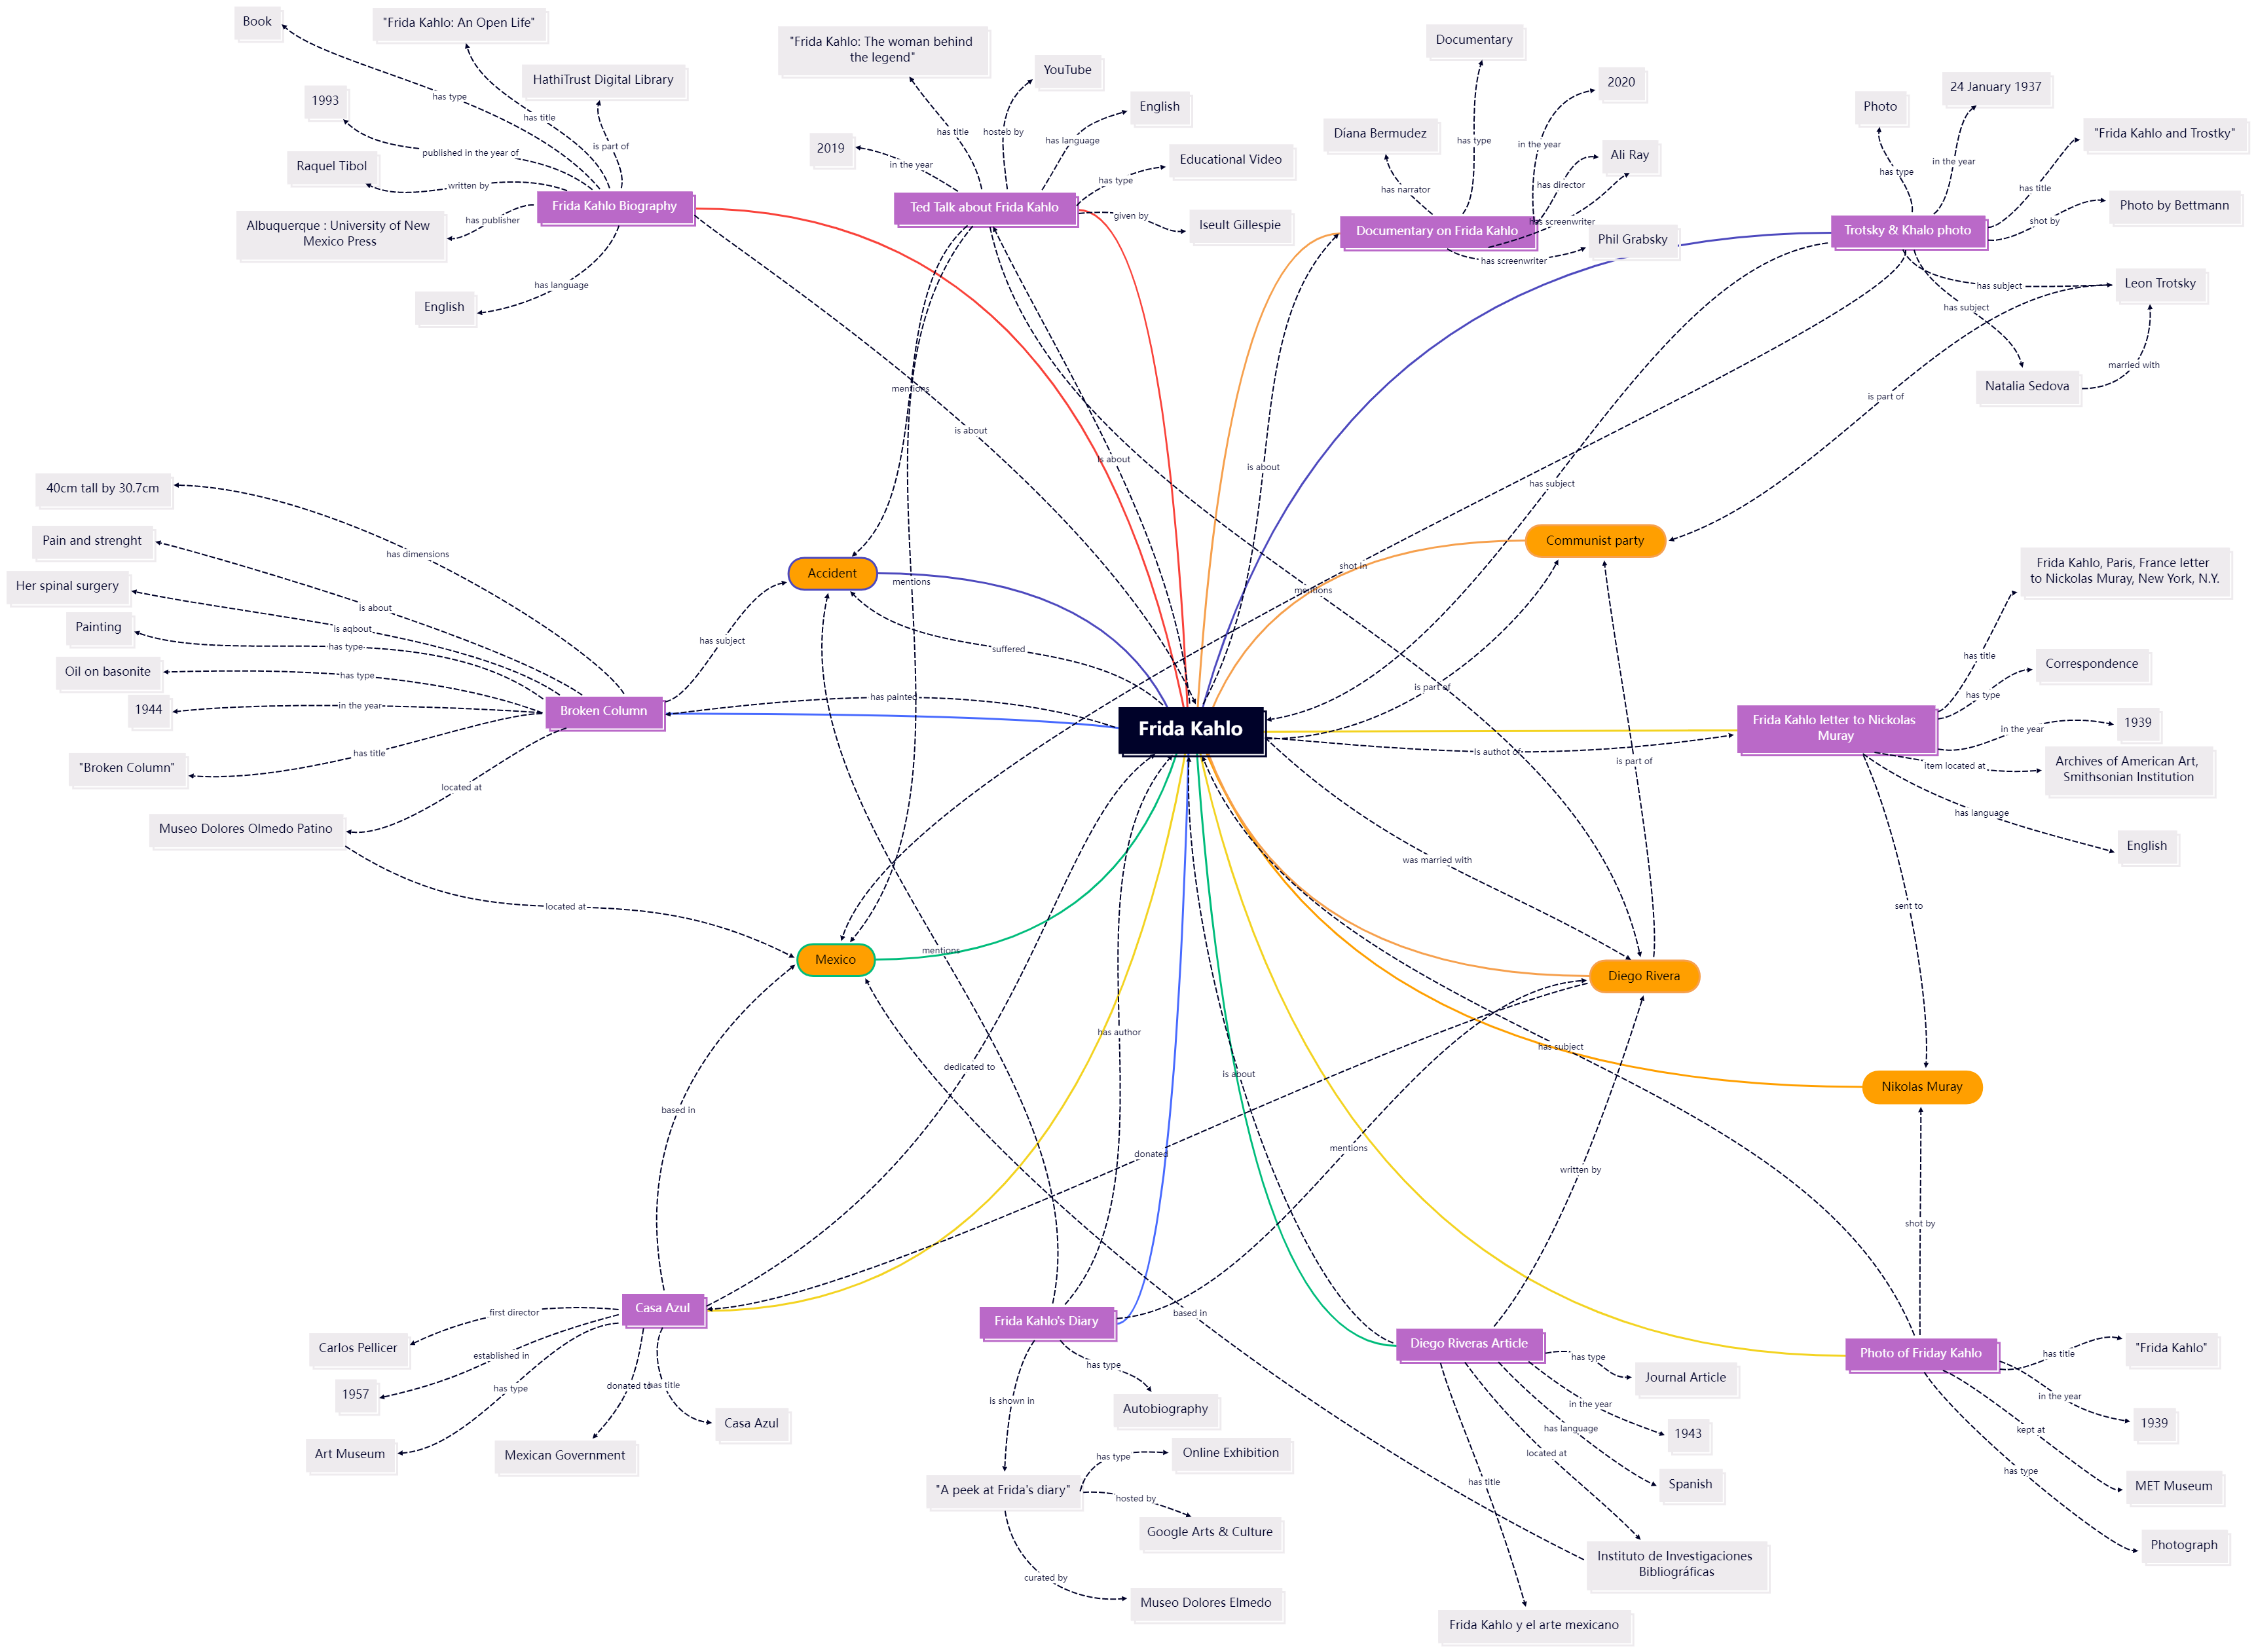 Book
"Frida Kahlo: An Open Life"
HathiTrust Digital Library
1993
Raquel Tibol
Albuquerque : University of New
Mexico Press
English
has type
has title
is part of
published in the year of
written by
has publisher
has language
Frida Kahlo Biography
"Frida Kahlo: The woman behind
the legend"
YouTube
English
2019
Educational Video
Iseult Gillespie
has title
hosted by
has language
in the year
has type
given by
Ted Talk about Frida Kahlo
Documentary
2020
Diana Bermudez
Ali Ray
Phil Grabsky
has type
in the year
has narrator
has director
has screenwriter
has screenwriter
Documentary on Frida Kahlo
Photo
24 January 1937
"Frida Kahlo and Trostky"
Photo by Bettmann
Leon Trotsky
Natalia Sedova
has type
in the year
has title
shot by
has subject
has subject
married with
is part of
Trotsky & Khalo photo
mentions
is about
is about
is about
has subject
shot in
mentions
mentions
40cm tall by 30.7cm
Pain and strenght
Her spinal surgery
Painting
Oil on basonite
1944
"Broken Column"
Museo Dolores Olmedo Patino
has dimensions
is about
is aqbout
has type
has type
in the year
has title
located at
located at
has subject
Broken Column
Accident
suffered
has painted
Frida Kahlo
Communist party
is part of
is part of
Is authot of
was married with
Frida Kahlo, Paris, France letter
to Nickolas Muray, New York, N.Y.
Correspondence
1939
Archives of American Art,
Smithsonian Institution
English
has title
has type
in the year
item located at
has language
sent to
Frida Kahlo letter to Nickolas
Muray
Mexico
mentions
Diego Rivera
Nikolas Muray
has author
dedicated to
is about
has subject
based in
donated
mentions
written by
shot by
based in
Casa Azul
first director
established in
has type
donated to
has title
Carlos Pellicer
1957
Art Museum
Mexican Government
Casa Azul
Frida Kahlo's Diary
has type
is shown in
Autobiography
"A peek at Frida's diary"
has type
hosted by
curated by
Online Exhibition
Google Arts & Culture
Museo Dolores Elmedo
Diego Riveras Article
has type
in the year
has language
located at
has title
Journal Article
1943
Spanish
Instituto de Investigaciones
Bibliográficas
Frida Kahlo y el arte mexicano
Photo of Friday Kahlo
has title
in the year
kept at
has type
"Frida Kahlo"
1939
MET Museum
Photograph